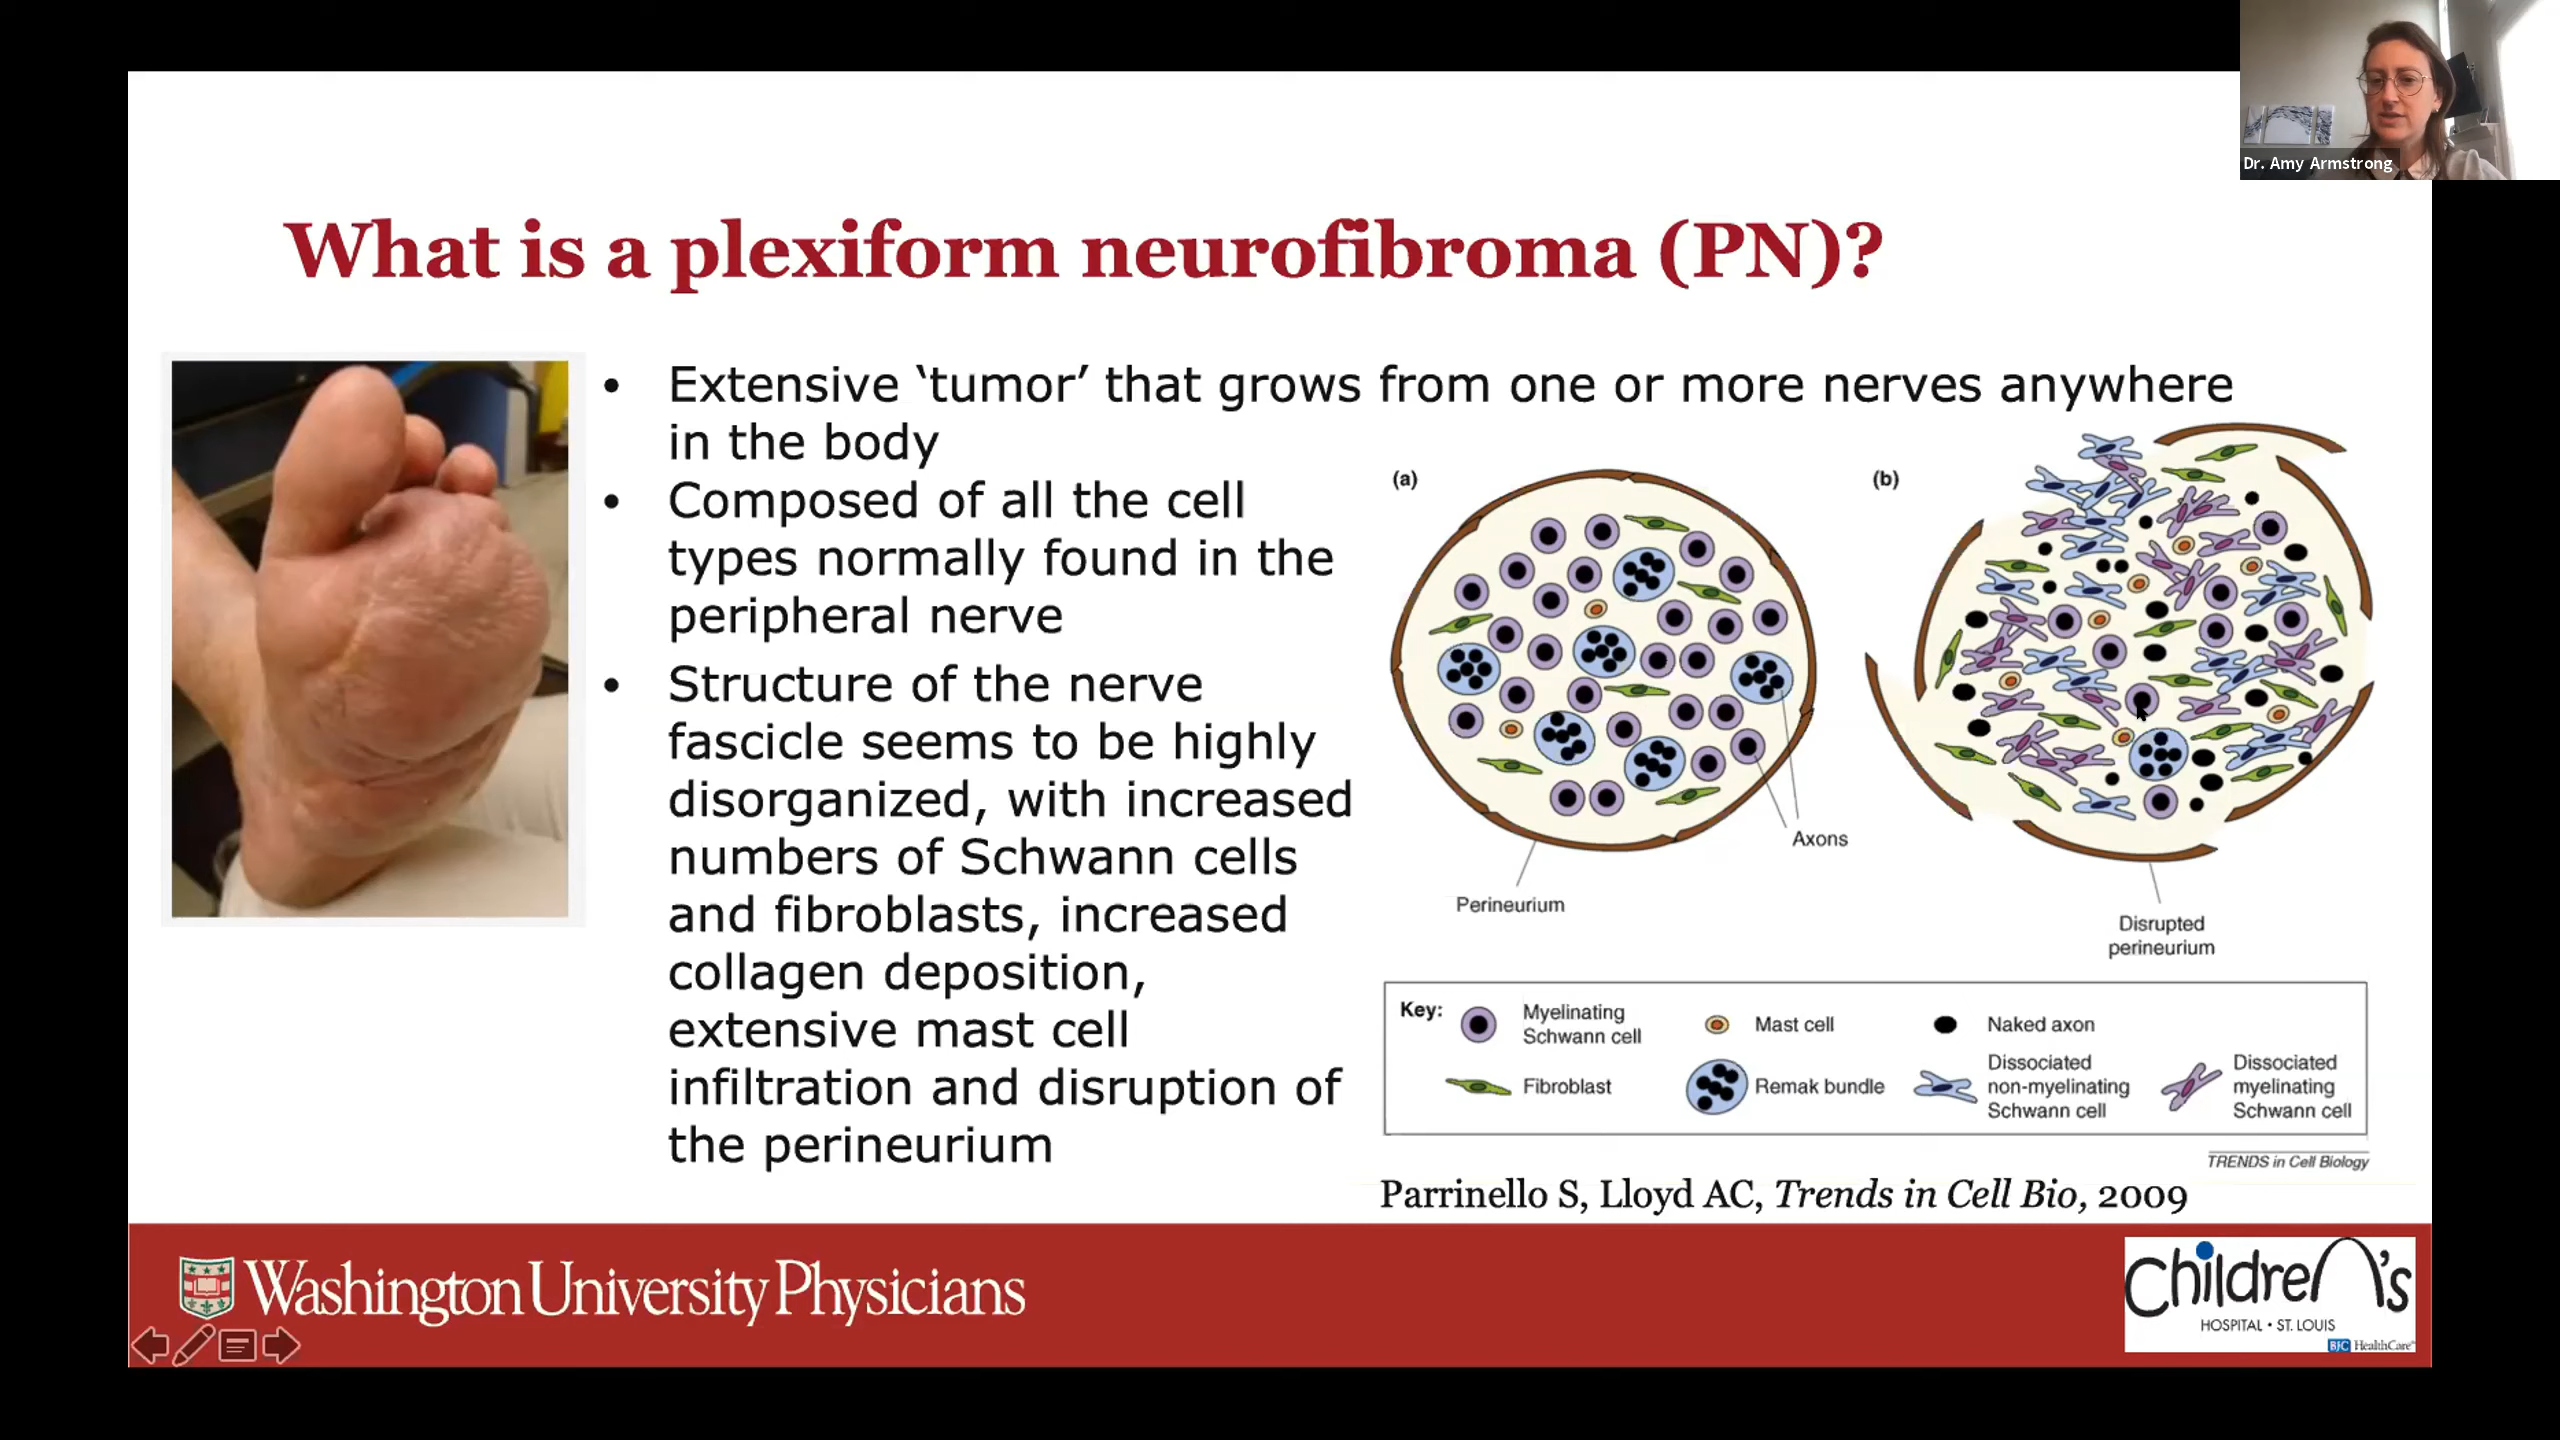 Dr. Amy Armstrong
What is a plexiform neurofibroma (PN)?
• Extensive ‘tumor’ that grows from one or more nerves anywhere
in the body
• Composed of all the cell
types normally found in the
peripheral nerve
• Structure of the nerve
fascicle seems to be highly
disorganized, with increased
numbers of Schwann cells
and fibroblasts, increased
collagen deposition,
extensive mast cell
infiltration and disruption of
the perineurium
(a)
(b)
Axons
Perineurium
Disrupted
perineurium
Key:
Myelinating
Schwann cell
Mast cell
Naked axon
Fibroblast
Remak bundle
Dissociated
non-myelinating
Schwann cell
Dissociated
myelinating
Schwann cell
TRENDS in Cell Biology
Parrinello S, Lloyd AC, Trends in Cell Bio, 2009
Washington University Physicians
Children's
HOSPITAL • ST. LOUIS
BJC HealthCare